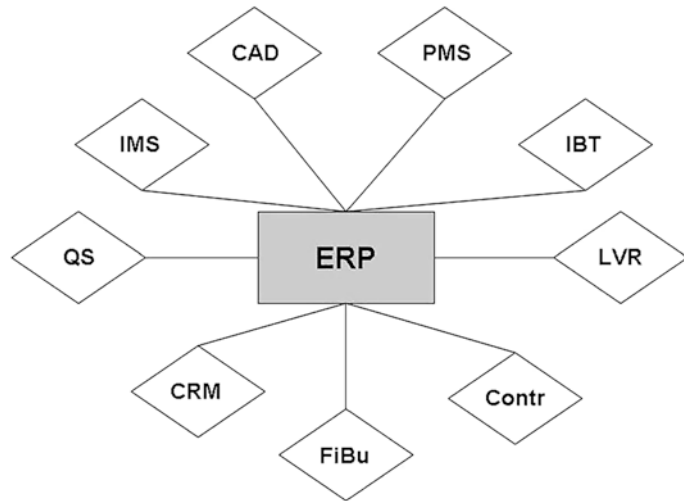 CAD
PMS
IMS
IBT
QS
ERP
LVR
CRM
Contr
FiBu